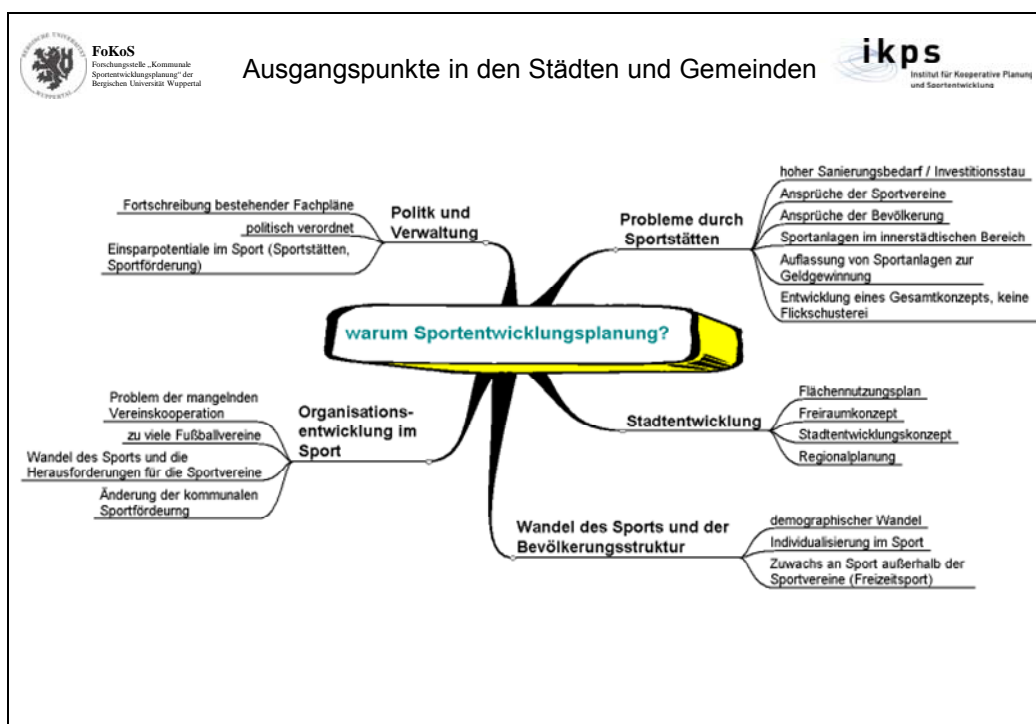 FoKoS
Forschungsstelle „Kommunale
Sportentwicklungsplanung“ der
Bergischen Universität Wuppertal
BERGISCHE UNIVERSITÄT
WUPPERTAL
Ausgangspunkte in den Städten und Gemeinden
ikps
Institut für Kooperative Planung
und Sportentwicklung
warum Sportentwicklungsplanung?
Politk und
Verwaltung
Fortschreibung bestehender Fachpläne
politisch verordnet
Einsparpotentiale im Sport (Sportstätten,
Sportförderung)
Probleme durch
Sportstätten
hoher Sanierungsbedarf / Investitionsstau
Ansprüche der Sportvereine
Ansprüche der Bevölkerung
Sportanlagen im innerstädtischen Bereich
Auflassung von Sportanlagen zur
Geldgewinnung
Entwicklung eines Gesamtkonzepts, keine
Flickschusterei
Organisations-
entwicklung im
Sport
Problem der mangelnden
Vereinskooperation
zu viele Fußballvereine
Wandel des Sports und die
Herausforderungen für die Sportvereine
Änderung der kommunalen
Sportfördeurng
Stadtentwicklung
Flächennutzungsplan
Freiraumkonzept
Stadtentwicklungskonzept
Regionalplanung
Wandel des Sports und der
Bevölkerungsstruktur
demographischer Wandel
Individualisierung im Sport
Zuwachs an Sport außerhalb der
Sportvereine (Freizeitsport)